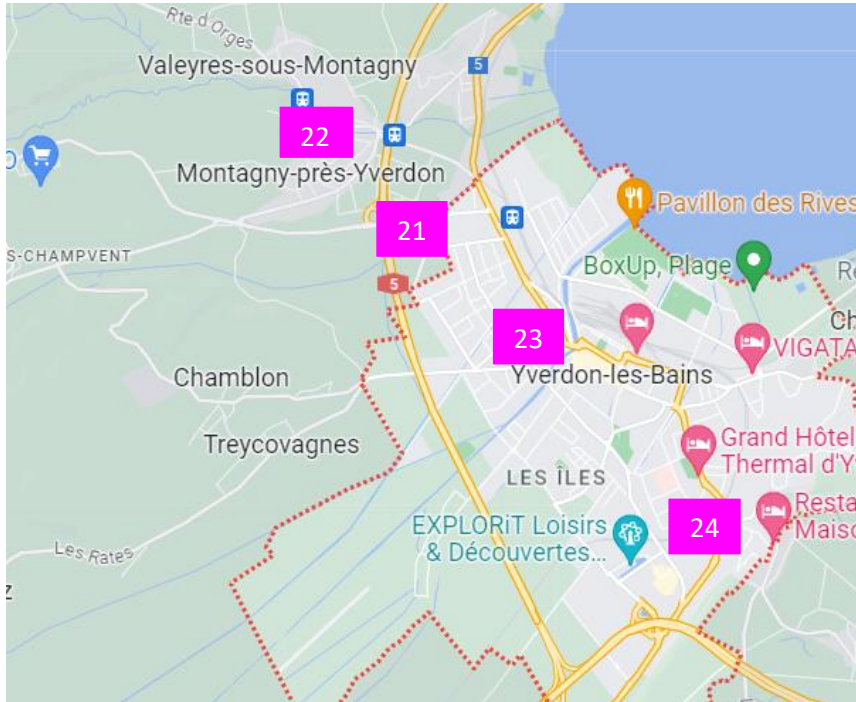 Rte d'Orges
Valeyres-sous-Montagny
5
22
Montagny-près-Yverdon
Pavillon des Rives
21
S-CHAMPVENT
BoxUp, Plage
Re
5
Ch
23
VIGATA
Yverdon-les-Bains
Chamblon
Treycovagnes
Grand Hôtel
Thermal d'Y
LES ÎLES
Resta
Maiso
EXPLORiT Loisirs
& Découvertes...
24
Les Rates
z